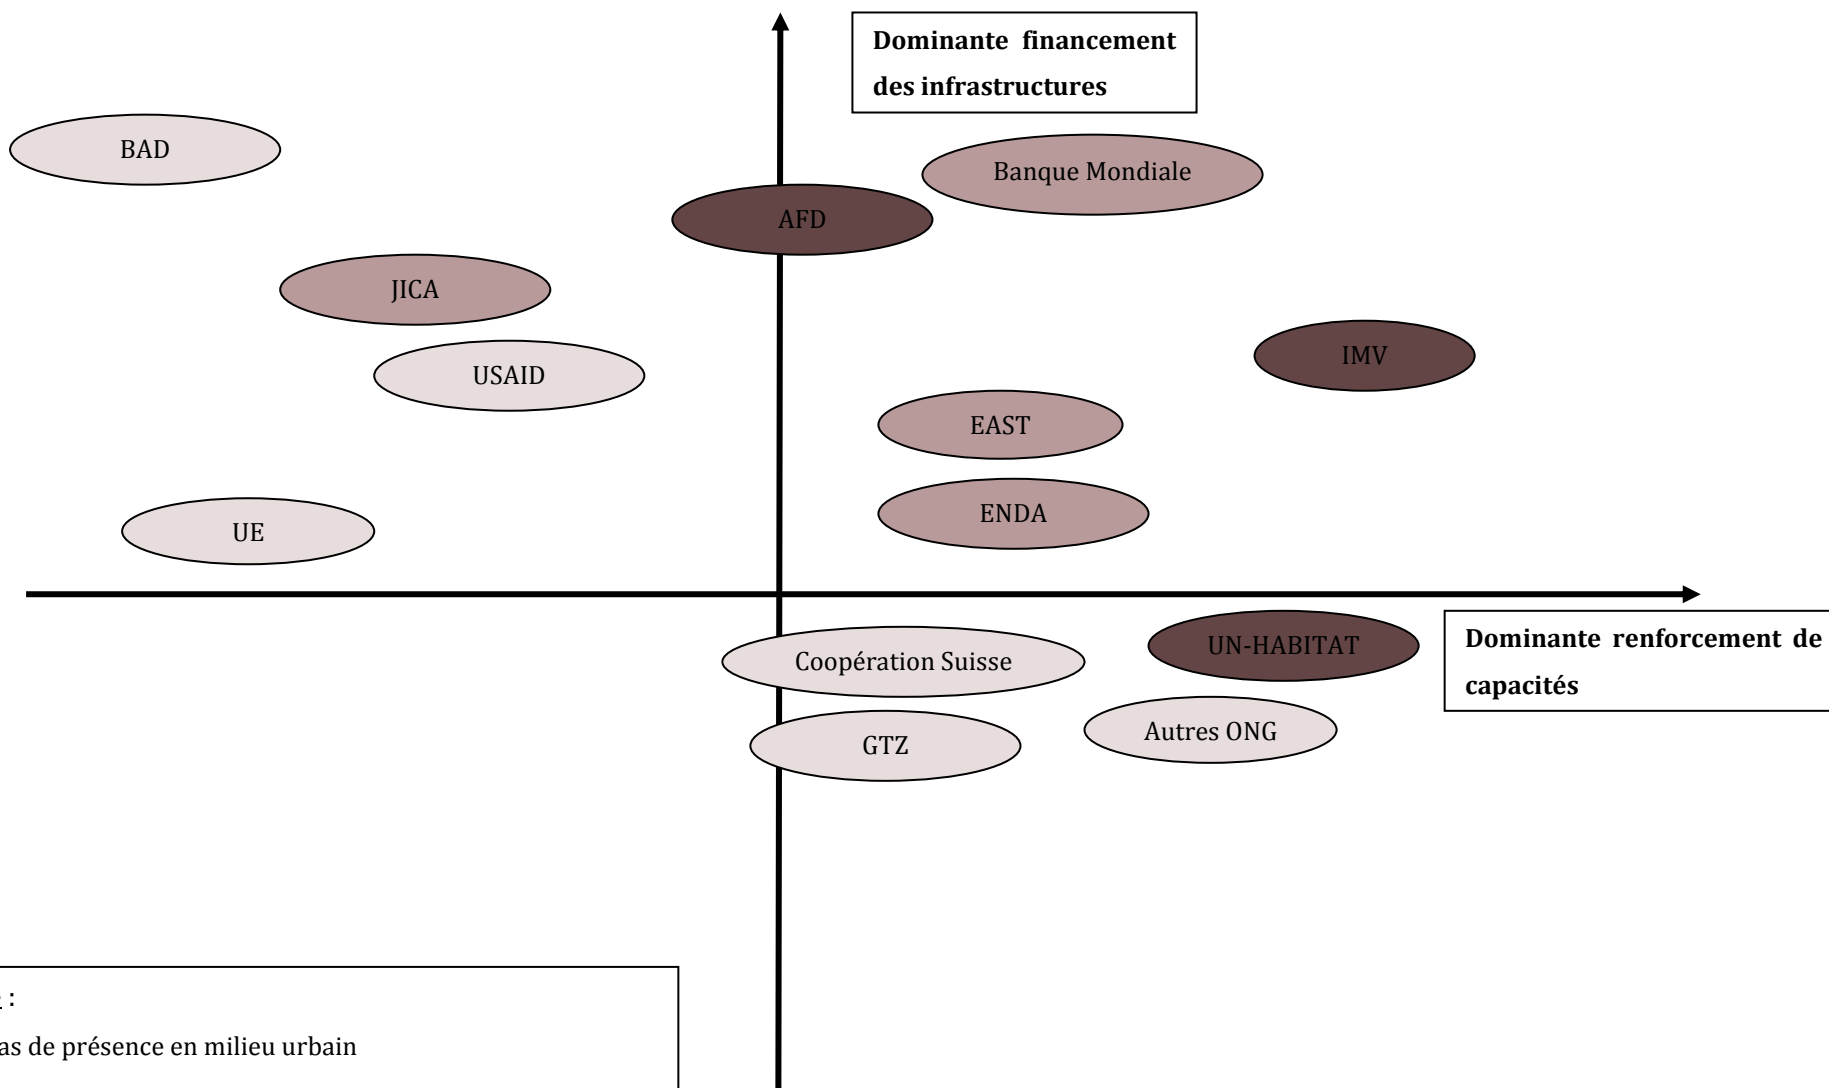 Dominante financement
des infrastructures
BAD
Banque Mondiale
AFD
JICA
IMV
USAID
EAST
ENDA
UE
Coopération Suisse
UN-HABITAT
Dominante renforcement de
capacités
Autres ONG
GTZ
:
as de présence en milieu urbain